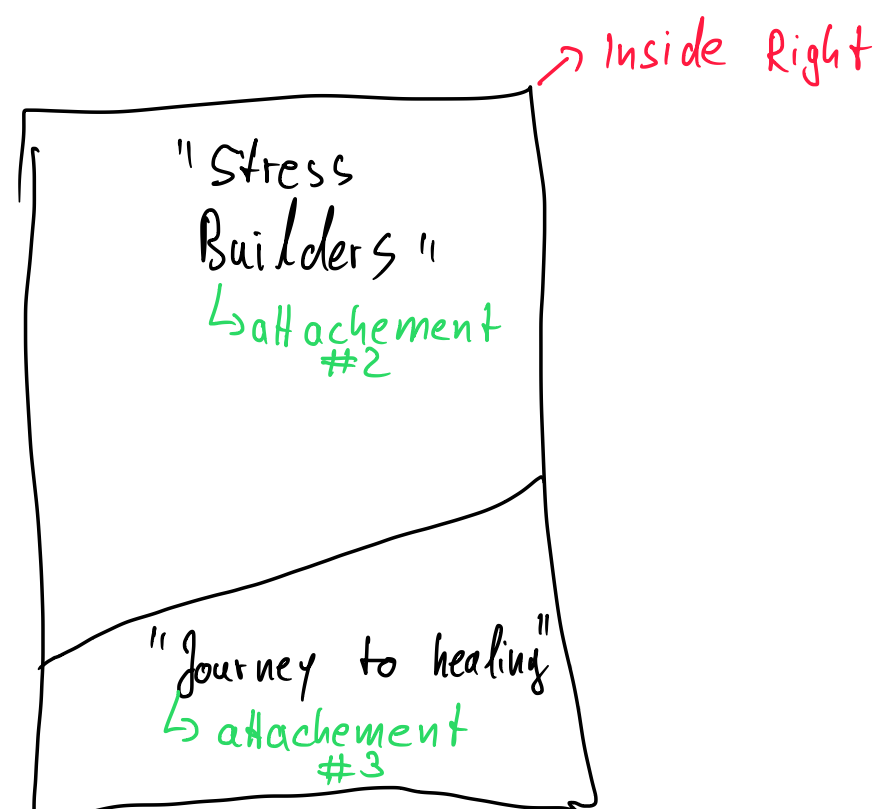 Inside Right
"Stress
Builders"
attachement
#2
"Journey to healing"
attachement
#3